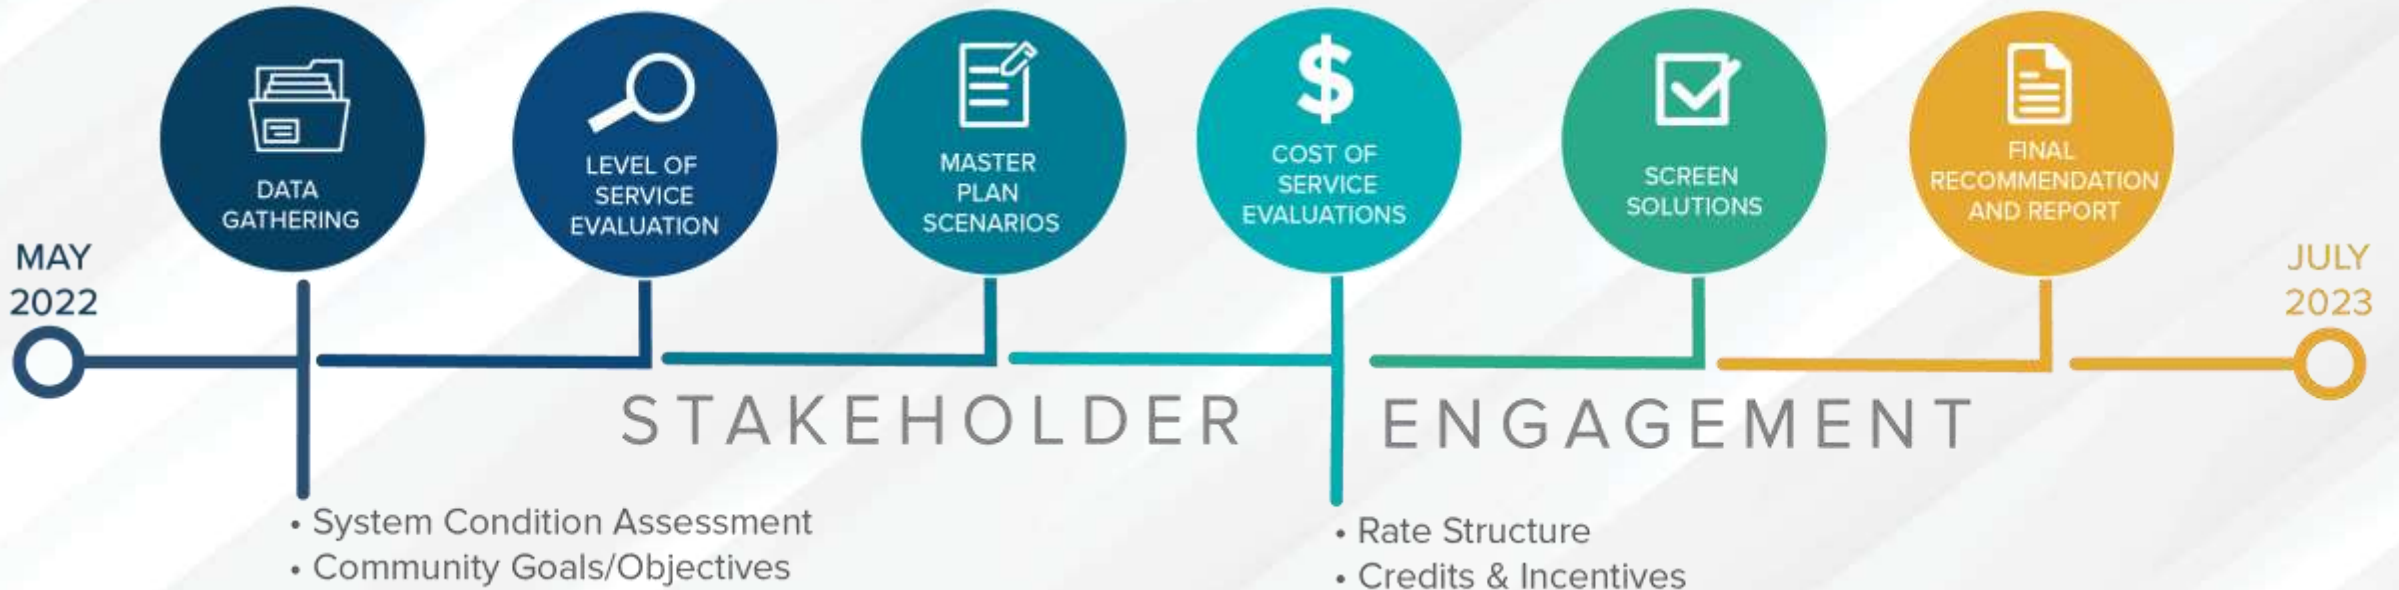 MAY
2022
DATA
GATHERING
LEVEL OF
SERVICE
EVALUATION
MASTER
PLAN
SCENARIOS
$
COST OF
SERVICE
EVALUATIONS
SCREEN
SOLUTIONS
FINAL
RECOMMENDATION
AND REPORT
JULY
2023
STAKEHOLDER ENGAGEMENT
• System Condition Assessment
• Community Goals/Objectives
• Rate Structure
• Credits & Incentives